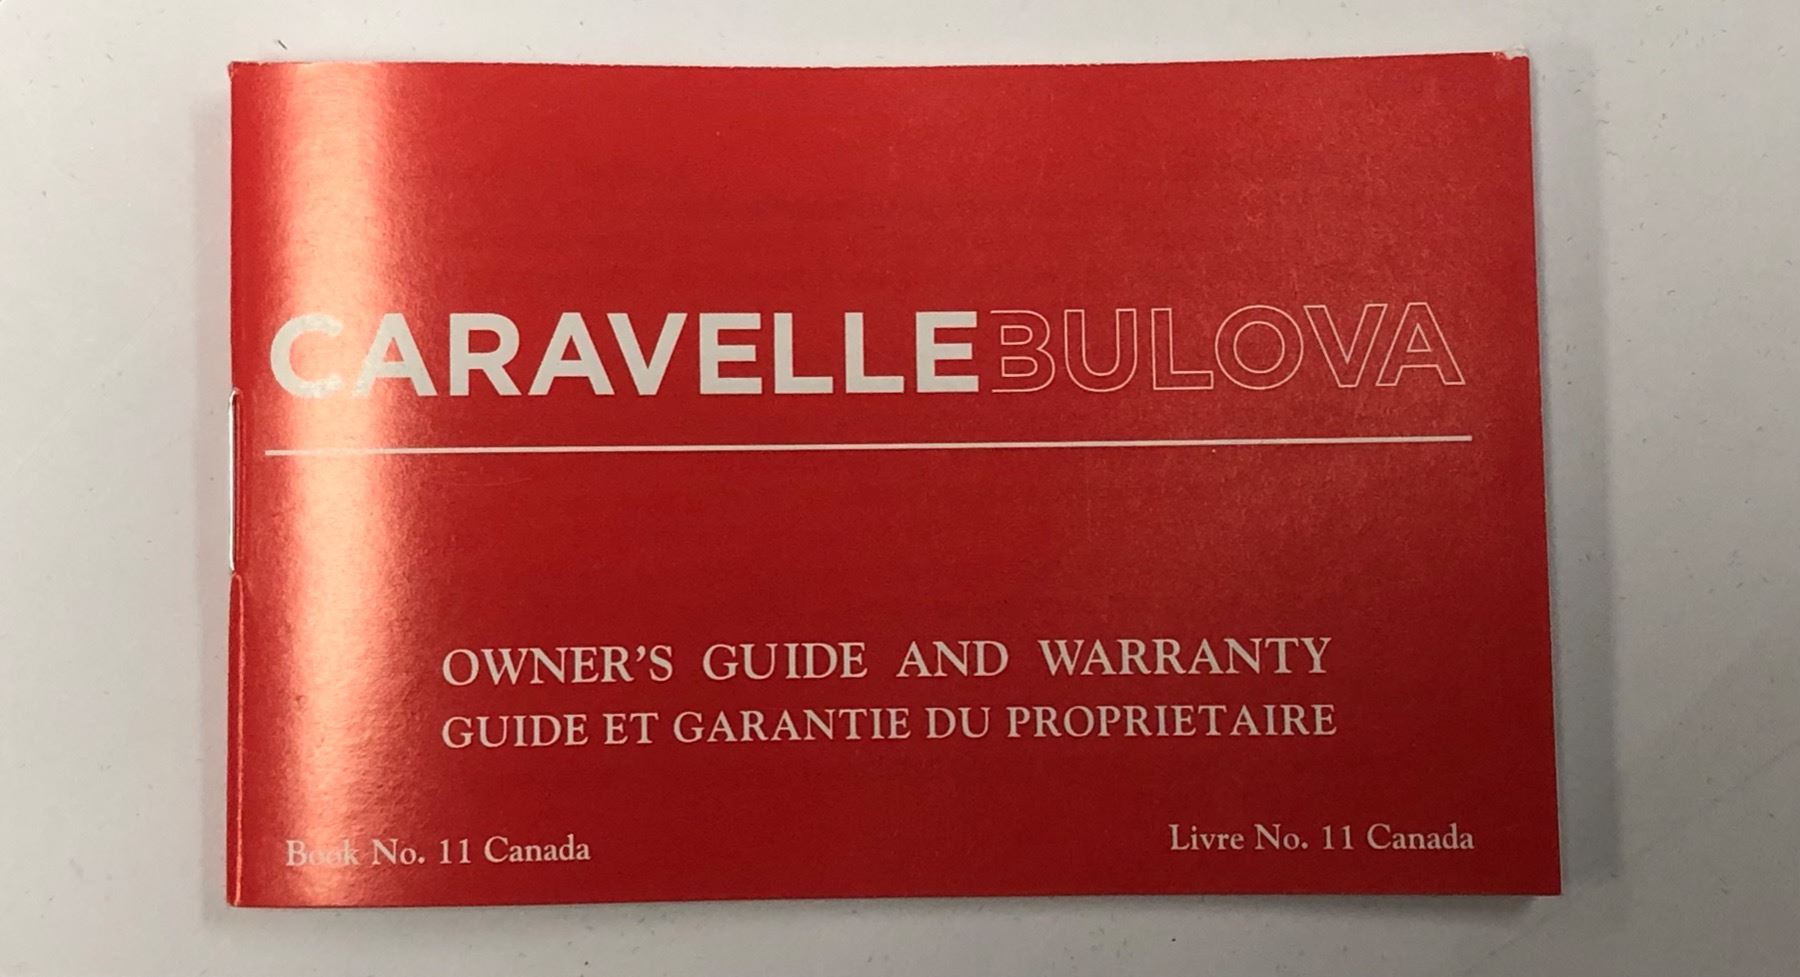 CARAVELLEBULOVA
OWNER'S GUIDE AND WARRANTY
GUIDE ET GARANTIE DU PROPRIETAIRE
Book No. 11 Canada
Livre No. 11 Canada